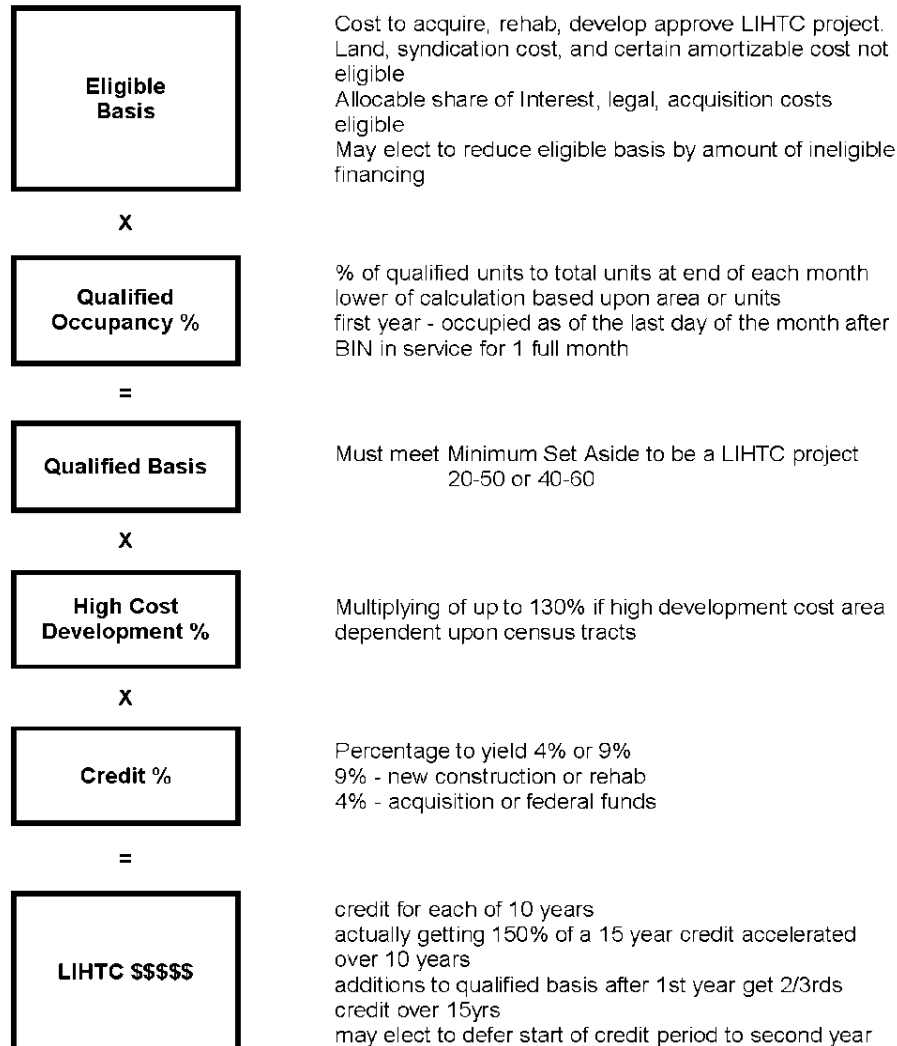 Eligible
Basis
Cost to acquire, rehab, develop approve LIHTC project.
Land, syndication cost, and certain amortizable cost not
eligible
Allocable share of Interest, legal, acquisition costs
eligible
May elect to reduce eligible basis by amount of ineligible
financing
X
Qualified
Occupancy %
% of qualified units to total units at end of each month
lower of calculation based upon area or units
first year - occupied as of the last day of the month after
BIN in service for 1 full month
=
Qualified Basis
Must meet Minimum Set Aside to be a LIHTC project
20-50 or 40-60
X
High Cost
Development %
Multiplying of up to 130% if high development cost area
dependent upon census tracts
X
Credit %
Percentage to yield 4% or 9%
9% - new construction or rehab
4% - acquisition or federal funds
=
LIHTC $$$$$
credit for each of 10 years
actually getting 150% of a 15 year credit accelerated
over 10 years
additions to qualified basis after 1st year get 2/3rds
credit over 15yrs
may elect to defer start of credit period to second year